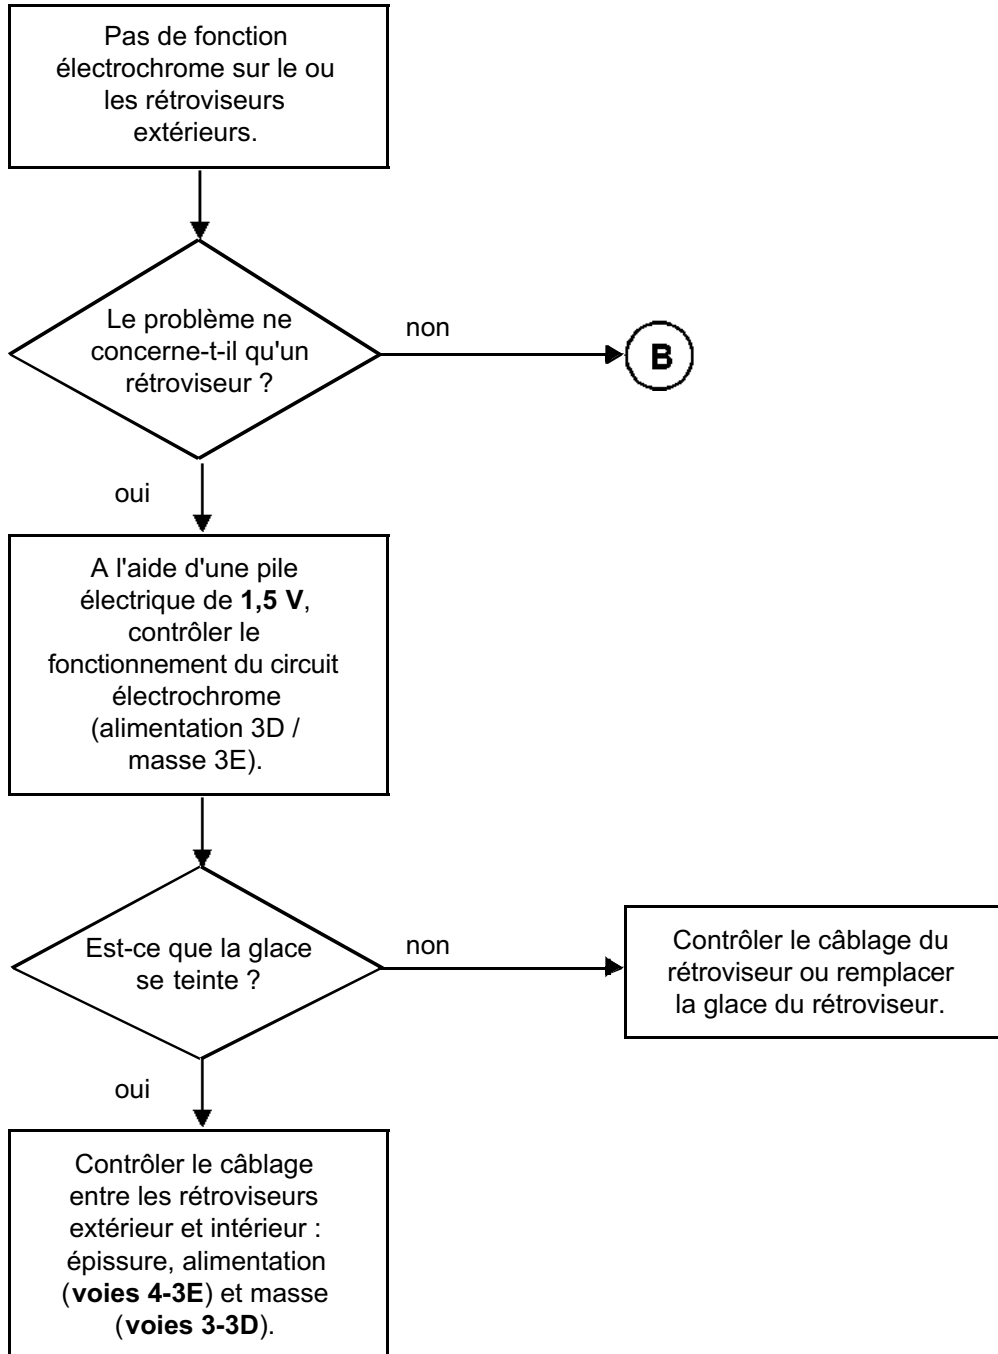 Pas de fonction
électrochrome sur le ou
les rétroviseurs
extérieurs.
Le problème ne
concerne-t-il qu'un
rétroviseur ?
non
B
oui
A l'aide d'une pile
électrique de 1,5 V,
contrôler le
fonctionnement du circuit
électrochrome
(alimentation 3D /
masse 3E).
Est-ce que la glace
se teinte ?
non
Contrôler le câblage du
rétroviseur ou remplacer
la glace du rétroviseur.
oui
Contrôler le câblage
entre les rétroviseurs
extérieur et intérieur :
épissure, alimentation
(voies 4-3E) et masse
(voies 3-3D).